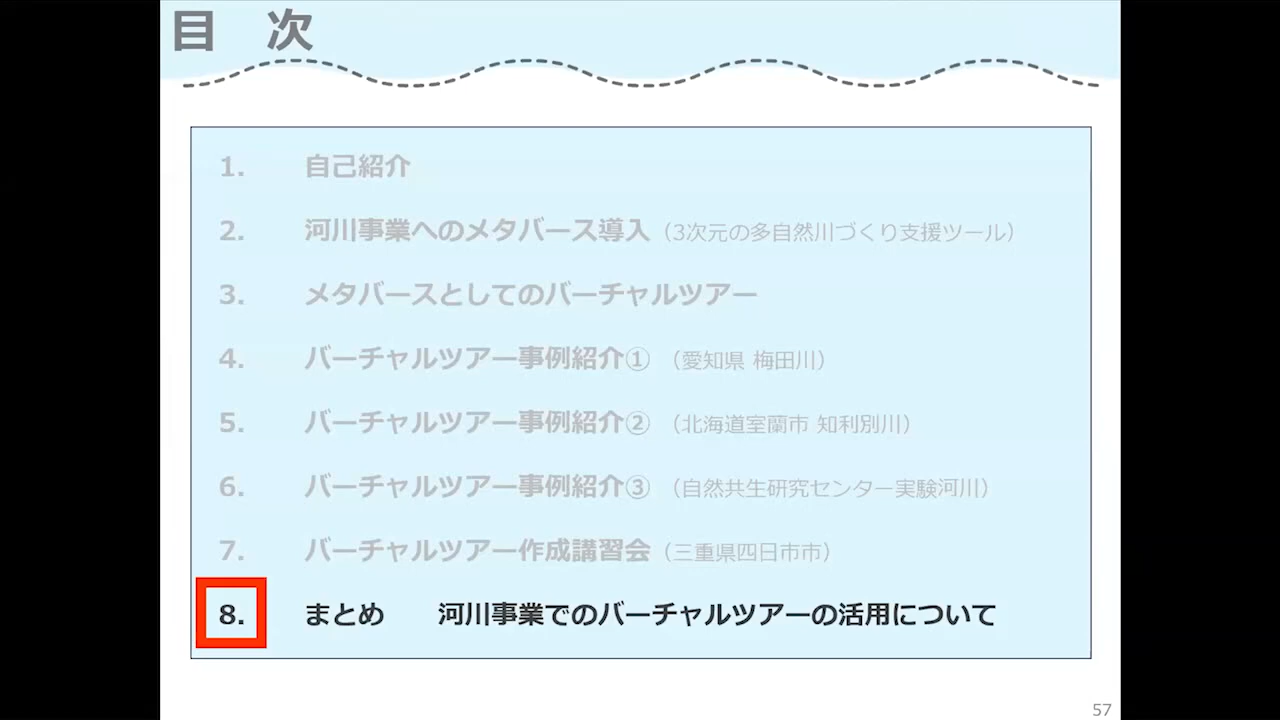 目　次
1.　自己紹介
2.　河川事業へのメタバース導入（3次元の多自然川づくり支援ツール）
3.　メタバースとしてのバーチャルツアー
4.　バーチャルツアー事例紹介①（愛知県 梅田川）
5.　バーチャルツアー事例紹介②（北海道室蘭市 知利別川）
6.　バーチャルツアー事例紹介③（自然共生研究センター実験河川）
7.　バーチャルツアー作成講習会（三重県四日市市）
8.　まとめ　河川事業でのバーチャルツアーの活用について
57